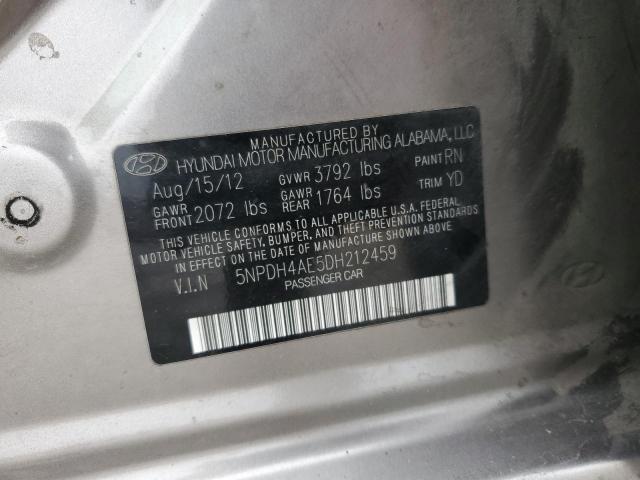 MANUFACTURED BY
HYUNDAI MOTOR MANUFACTURING ALABAMA, LLC
Aug/15/12 GVWR 3792 lbs PAINT RN
GAWR FRONT 2072 lbs GAWR REAR 1764 lbs TRIM YD
THIS VEHICLE CONFORMS TO ALL APPLICABLE U.S.A. FEDERAL
MOTOR VEHICLE SAFETY, BUMPER, AND THEFT PREVENTION STANDARDS
IN EFFECT ON THE DATE OF MANUFACTURE SHOWN ABOVE.
V.I.N 5NPDH4AE5DH212459
PASSENGER CAR